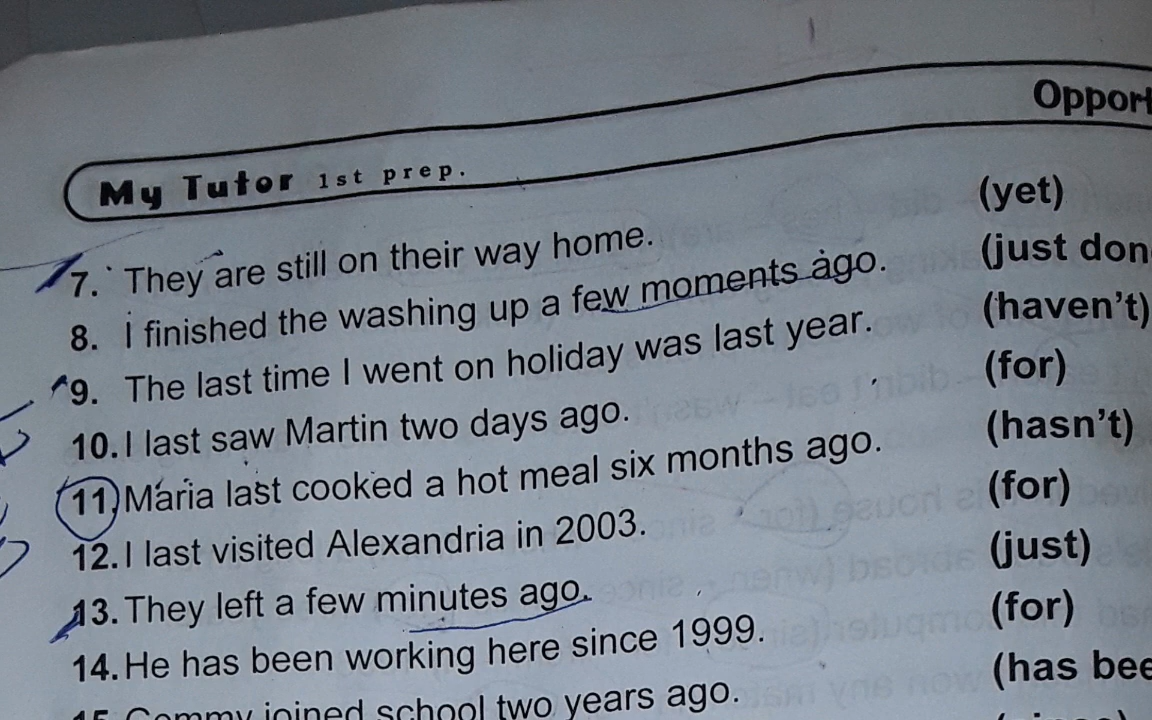 My Tutor 1st prep.
7. They are still on their way home. (yet)
8. I finished the washing up a few moments ago. (just
9. The last time I went on holiday was last year. (haven't)
10. I last saw Martin two days ago. (for)
11. Maria last cooked a hot meal six months ago. (hasn't)
12. I last visited Alexandria in 2003. (for)
13. They left a few minutes ago. (just)
14. He has been working here since 1999. (for)
joined school two years ago. (has